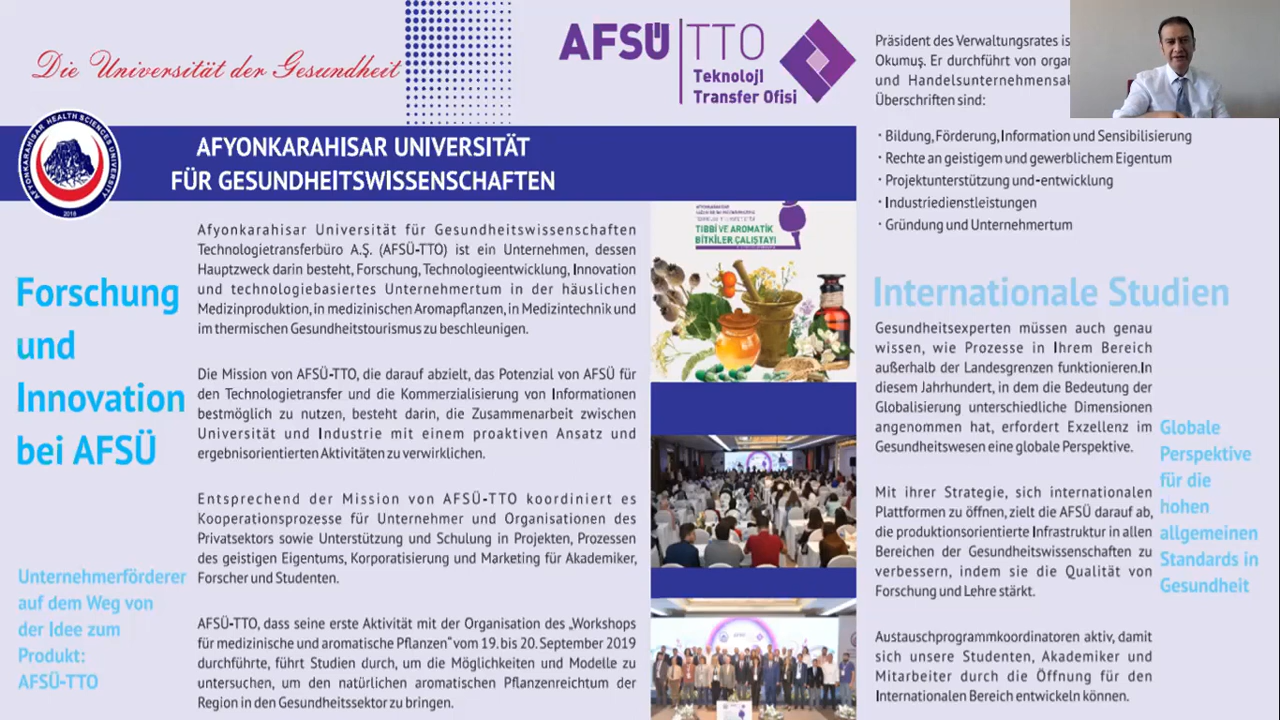 Die Universität der Gesundheit
AFSÜ TTO
Teknoloji
Transfer Ofisi
AFYONKARAHISAR HEALTH SCIENCES UNIVERSITY
2018
AFYONKARAHISAR UNIVERSITÄT
FÜR GESUNDHEITSWISSENSCHAFTEN
Forschung
und
Innovation
bei AFSÜ
Unternehmerförderer
auf dem Weg von
der Idee zum
Produkt:
AFSÜ-TTO
Afyonkarahisar Universität für Gesundheitswissenschaften
Technologietransferbüro A.Ş. (AFSÜ-TTO) ist ein Unternehmen, dessen
Hauptzweck darin besteht, Forschung, Technologieentwicklung, Innovation
und technologiebasiertes Unternehmertum in der häuslichen
Medizinproduktion, in medizinischen Aromapflanzen, in Medizintechnik und
im thermischen Gesundheitstourismus zu beschleunigen.
Die Mission von AFSÜ-TTO, die darauf abzielt, das Potenzial von AFSÜ für
den Technologietransfer und die Kommerzialisierung von Informationen
bestmöglich zu nutzen, besteht darin, die Zusammenarbeit zwischen
Universität und Industrie mit einem proaktiven Ansatz und
ergebnisorientierten Aktivitäten zu verwirklichen.
Entsprechend der Mission von AFSÜ-TTO koordiniert es
Kooperationsprozesse für Unternehmer und Organisationen des
Privatsektors sowie Unterstützung und Schulung in Projekten, Prozessen
des geistigen Eigentums, Korporatisierung und Marketing für Akademiker,
Forscher und Studenten.
AFSÜ-TTO, dass seine erste Aktivität mit der Organisation des „Workshops
für medizinische und aromatische Pflanzen" vom 19. bis 20. September 2019
durchführte, führt Studien durch, um die Möglichkeiten und Modelle zu
untersuchen, um den natürlichen aromatischen Pflanzenreichtum der
Region in den Gesundheitssektor zu bringen.
TIBBİ VE AROMATİK
BİTKİLER ÇALIŞTAYI
Präsident des Verwaltungsrates is
Okumuş. Er durchführt von orga
und Handelsunternehmensak
Überschriften sind:
· Bildung, Förderung, Information und Sensibilisierung
· Rechte an geistigem und gewerblichem Eigentum
· Projektunterstützung und-entwicklung
· Industriedienstleistungen
· Gründung und Unternehmertum
Internationale Studien
Gesundheitsexperten müssen auch genau
wissen, wie Prozesse in Ihrem Bereich
außerhalb der Landesgrenzen funktionieren.In
diesem Jahrhundert, in dem die Bedeutung der
Globalisierung unterschiedliche Dimensionen
angenommen hat, erfordert Exzellenz im
Gesundheitswesen eine globale Perspektive.
Mit ihrer Strategie, sich internationalen
Plattformen zu öffnen, zielt die AFSÜ darauf ab,
die produktionsorientierte Infrastruktur in allen
Bereichen der Gesundheitswissenschaften zu
verbessern, indem sie die Qualität von
Forschung und Lehre stärkt.
Austauschprogrammkoordinatoren aktiv, damit
sich unsere Studenten, Akademiker und
Mitarbeiter durch die Öffnung für den
Internationalen Bereich entwickeln können.
Globale
Perspektive
für die
hohen
allgemeinen
Standards in
Gesundheit